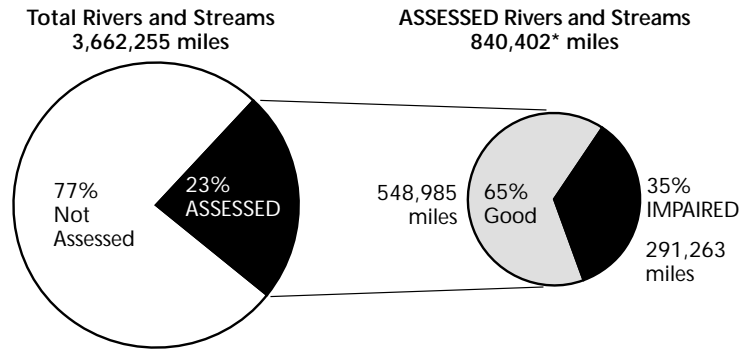 Total Rivers and Streams
3,662,255 miles
ASSESSED Rivers and Streams
840,402* miles
77%
Not
Assessed
23%
ASSESSED
548,985
miles
65%
Good
35%
IMPAIRED
291,263
miles